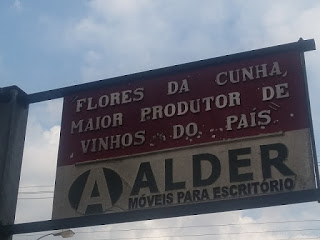 FLORES DA CUNHA,
MAIOR PRODUTOR DE
VINHOS DO PAÍS
A ALDER
MÓVEIS PARA ESCRITÓRIO